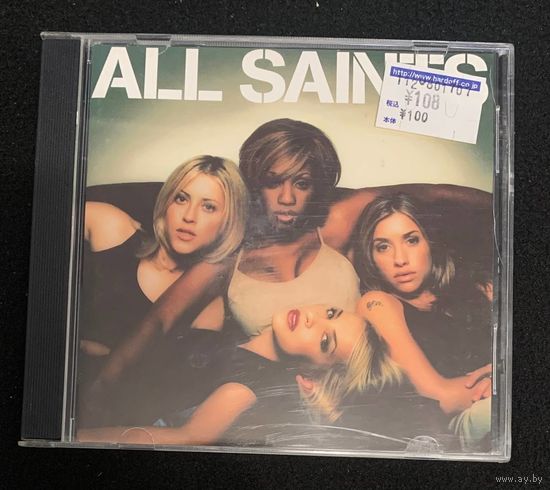 ALL SAINTS
http://www.hardoff.co.jp
税込 ¥108
本体 ¥100
www.ay.by